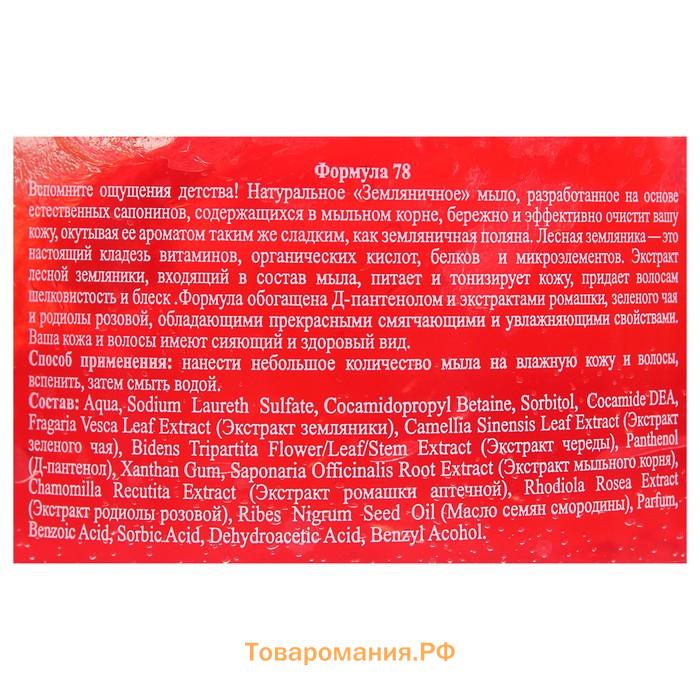 Формула 78
Вспомните ощущения детства! Натуральное «Земляничное» мыло, разработанное на основе
естественных сапонинов, содержащихся в мыльном корне, бережно и эффективно очистит вашу
кожу, окутывая ее ароматом таким же сладким, как земляничная поляна. Лесная земляника — это
настоящий кладезь витаминов, органических кислот, белков и микроэлементов. Экстракт
лесной земляники, входящий в состав мыла, питает и тонизирует кожу, придает волосам
шелковистость и блеск .Формула обогащена Д-пантенолом и экстрактами ромашки, зеленого чая
и родиолы розовой, обладающими прекрасными смягчающими и увлажняющими свойствами.
Ваша кожа и волосы имеют сияющий и здоровый вид.
Способ применения: нанести небольшое количество мыла на влажную кожу и волосы,
вспенить, затем смыть водой.
Состав: Aqua, Sodium Laureth Sulfate, Cocamidopropyl Betaine, Sorbitol, Cocamide DEA,
Fragaria Vesca Leaf Extract (Экстракт земляники), Camellia Sinensis Leaf Extract (Экстракт
зеленого чая), Bidens Tripartita Flower/Leaf/Stem Extract (Экстракт череды), Panthenol
(Д-пантенол), Xanthan Gum, Saponaria Officinalis Root Extract (Экстракт мыльного корня),
Chamomilla Recutita Extract (Экстракт ромашки аптечной), Rhodiola Rosea Extract
(Экстракт родиолы розовой), Ribes Nigrum Seed Oil (Масло семян смородины), Parfum,
Benzoic Acid, Sorbic Acid, Dehydroacetic Acid, Benzyl Acohol.
Товаромания.РФ